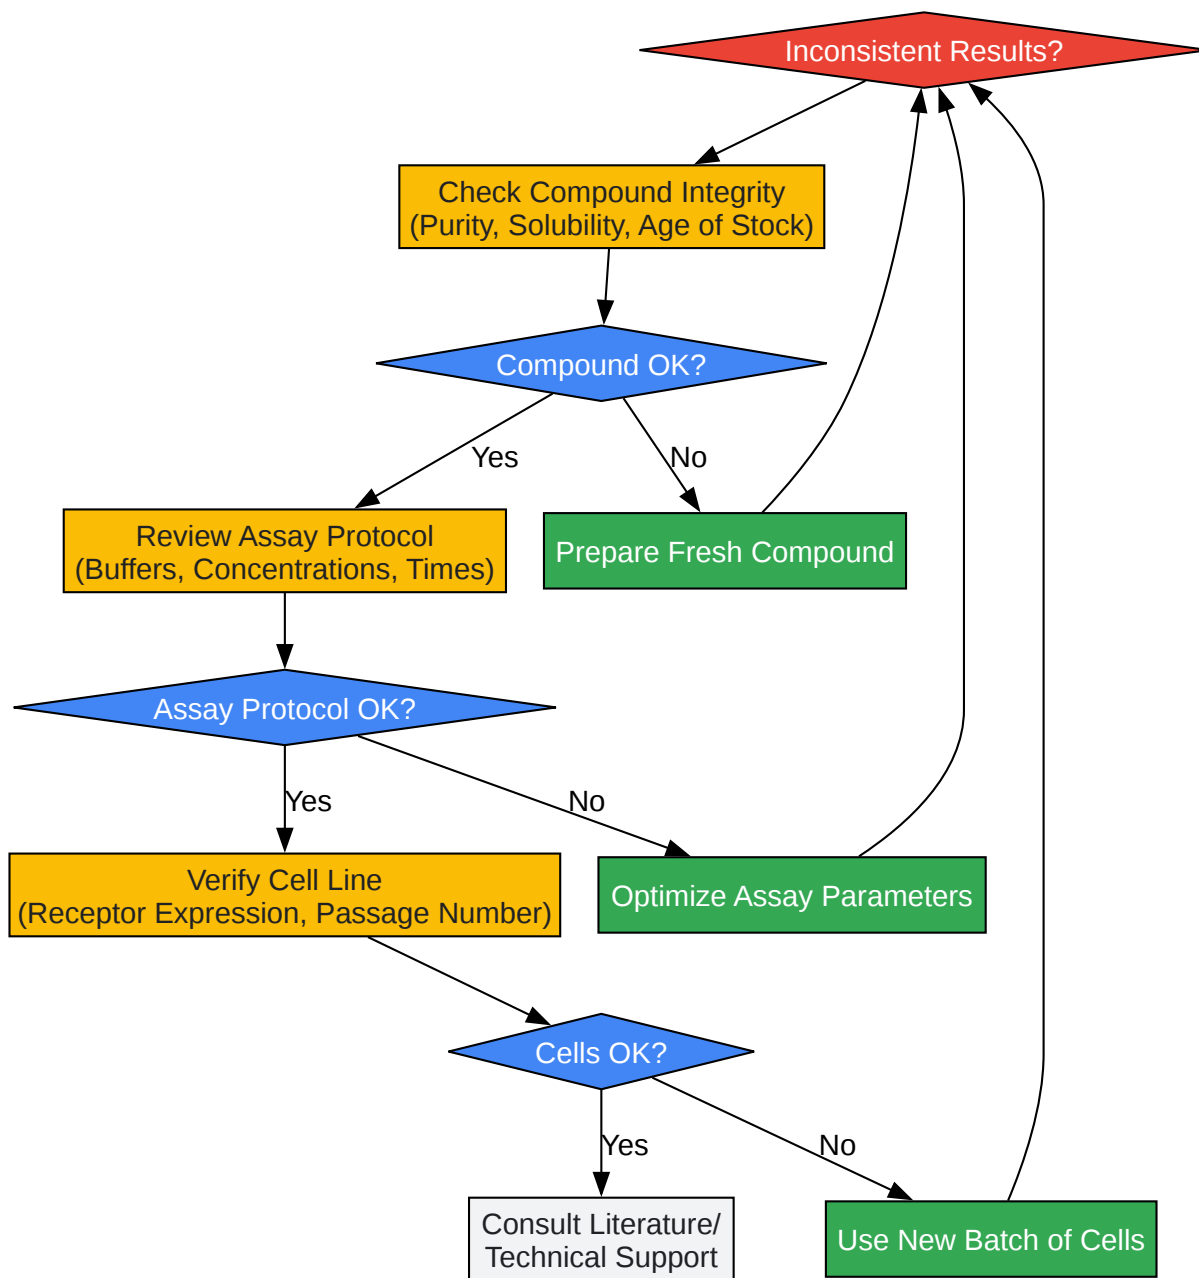 Inconsistent Results?
Check Compound Integrity
(Purity, Solubility, Age of Stock)
Compound OK?
Yes
No
Review Assay Protocol
(Buffers, Concentrations, Times)
Prepare Fresh Compound
Assay Protocol OK?
Yes
No
Verify Cell Line
(Receptor Expression, Passage Number)
Optimize Assay Parameters
Cells OK?
Yes
No
Consult Literature/
Technical Support
Use New Batch of Cells